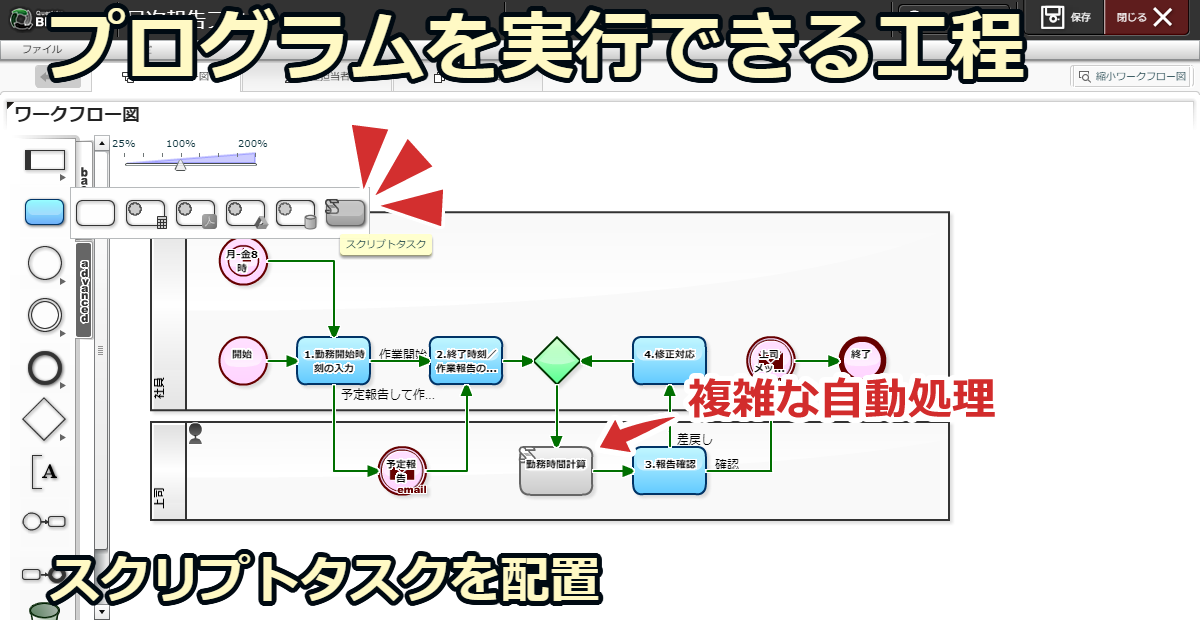 プログラムを実行できる工程
保存
閉じる
ファイル
縮小ワークフロー図
ワークフロー図
25%
100%
200%
スクリプトタスク
advanced
月-金8
時
開始
1.勤務開始時
刻の入力
作業開始
2.終了時刻／
作業報告の...
4.修正対応
上司
メッ...
終了
社員
予定報告して作...
複雑な自動処理
差戻し
予定報
告
email
勤務時間計算
3.報告確認
確認
上司
A
スクリプトタスクを配置